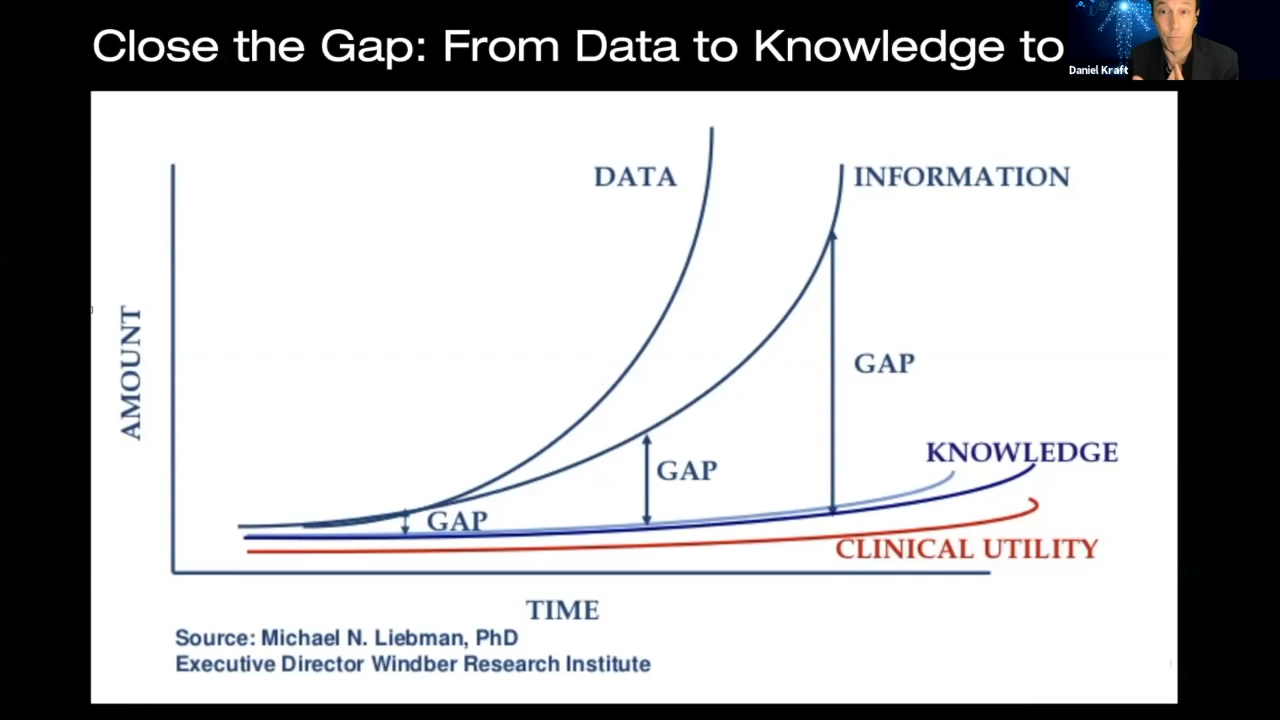 Close the Gap: From Data to Knowledge to
Daniel Kraft
DATA
INFORMATION
AMOUNT
GAP
KNOWLEDGE
GAP
GAP
CLINICAL UTILITY
TIME
Source: Michael N. Liebman, PhD
Executive Director Windber Research Institute